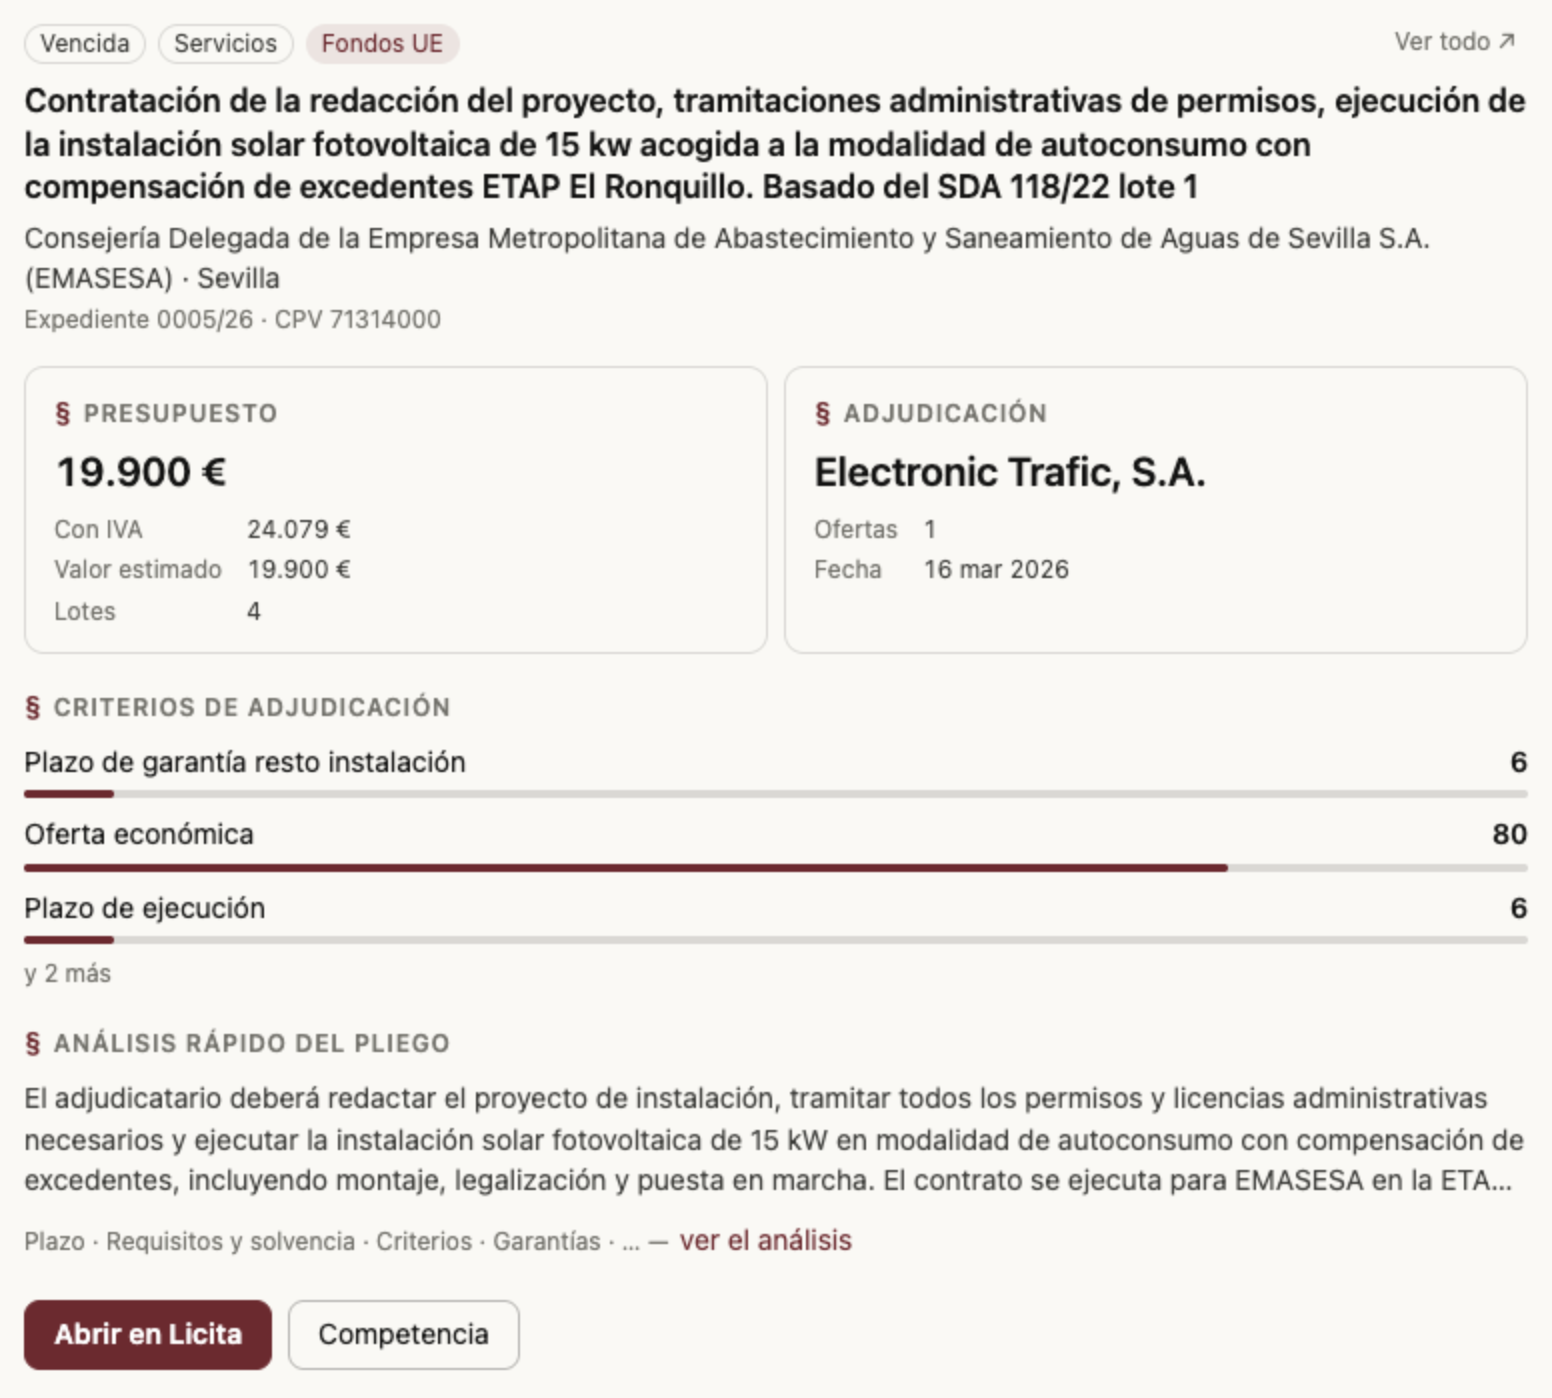 Vencida Servicios Fondos UE Ver todo ↗
Contratación de la redacción del proyecto, tramitaciones administrativas de permisos, ejecución de
la instalación solar fotovoltaica de 15 kw acogida a la modalidad de autoconsumo con
compensación de excedentes ETAP El Ronquillo. Basado del SDA 118/22 lote 1
Consejería Delegada de la Empresa Metropolitana de Abastecimiento y Saneamiento de Aguas de Sevilla S.A.
(EMASESA) · Sevilla
Expediente 0005/26 · CPV 71314000
§ PRESUPUESTO
19.900 €
Con IVA 24.079 €
Valor estimado 19.900 €
Lotes 4
§ ADJUDICACIÓN
Electronic Trafic, S.A.
Ofertas 1
Fecha 16 mar 2026
§ CRITERIOS DE ADJUDICACIÓN
Plazo de garantía resto instalación 6
Oferta económica 80
Plazo de ejecución 6
y 2 más
§ ANÁLISIS RÁPIDO DEL PLIEGO
El adjudicatario deberá redactar el proyecto de instalación, tramitar todos los permisos y licencias administrativas
necesarios y ejecutar la instalación solar fotovoltaica de 15 kW en modalidad de autoconsumo con compensación de
excedentes, incluyendo montaje, legalización y puesta en marcha. El contrato se ejecuta para EMASESA en la ETA...
Plazo · Requisitos y solvencia · Criterios · Garantías · ... — ver el análisis
Abrir en Licita Competencia